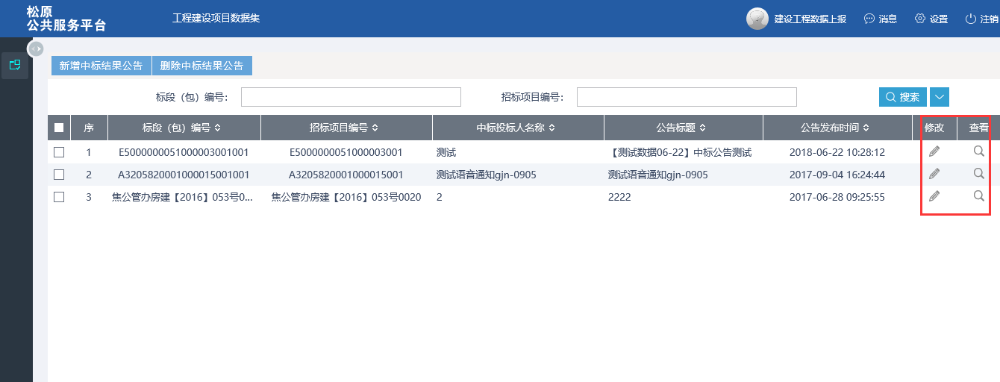 松原
公共服务平台
工程建设项目数据集
建设工程数据上报 消息 设置 注销
新增中标结果公告 删除中标结果公告
标段（包）编号： 招标项目编号： 搜索
序 标段（包）编号 招标项目编号 中标投标人名称 公告标题 公告发布时间 修改 查看
1 E5000000051000003001001 E5000000051000003001 测试 【测试数据06-22】中标公告测试 2018-06-22 10:28:12
2 A3205820001000015001001 A3205820001000015001 测试语音通知gjn-0905 测试语音通知gjn-0905 2017-09-04 16:24:44
3 焦公管办房建【2016】053号0... 焦公管办房建【2016】053号0020 2 2222 2017-06-28 09:25:55